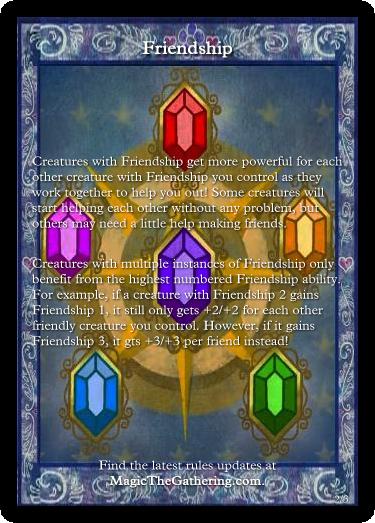 Friendship
Creatures with Friendship get more powerful for each
other creature with Friendship you control as they
work together to help you out! Some creatures will
start helping each other without any problem, but
others may need a little help making friends.
Creatures with multiple instances of Friendship only
benefit from the highest numbered Friendship ability.
For example, if a creature with Friendship 2 gains
Friendship 1, it still only gets +2/+2 for each other
friendly creature you control. However, if it gains
Friendship 3, it gts +3/+3 per friend instead!
Find the latest rules updates at
MagicTheGathering.com.